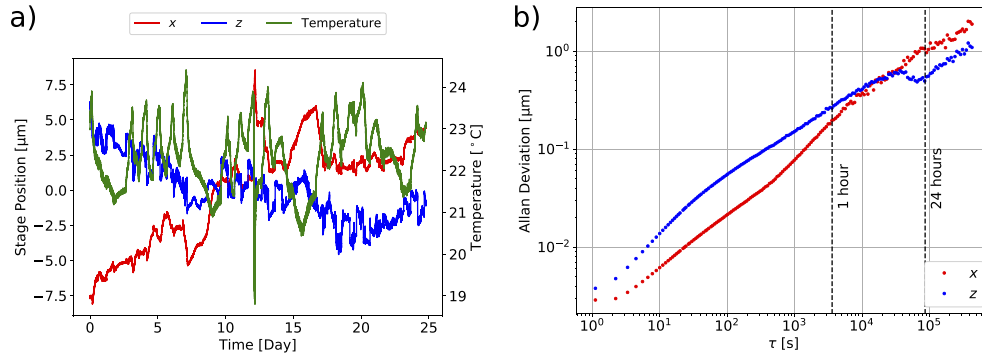 a)
x z Temperature
Stage Position [μm]
7.5
5.0
2.5
0.0
−2.5
−5.0
−7.5
24
23
22
21
20
19
Temperature [°C]
0 5 10 15 20 25
Time [Day]
b)
Allan Deviation [μm]
10⁰
10⁻¹
10⁻²
1 hour
24 hours
x
z
10⁰ 10¹ 10² 10³ 10⁴ 10⁵
τ [s]